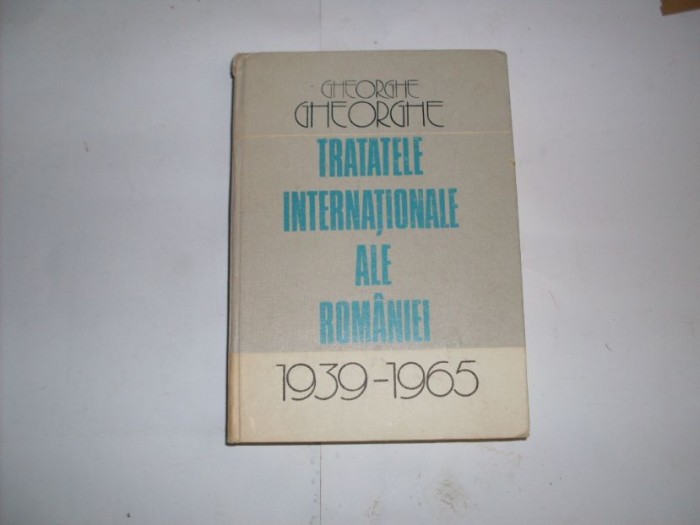 GHEORGHE
GHEORGHE
TRATATELE
INTERNAȚIONALE
ALE
ROMÂNIEI
1939-1965